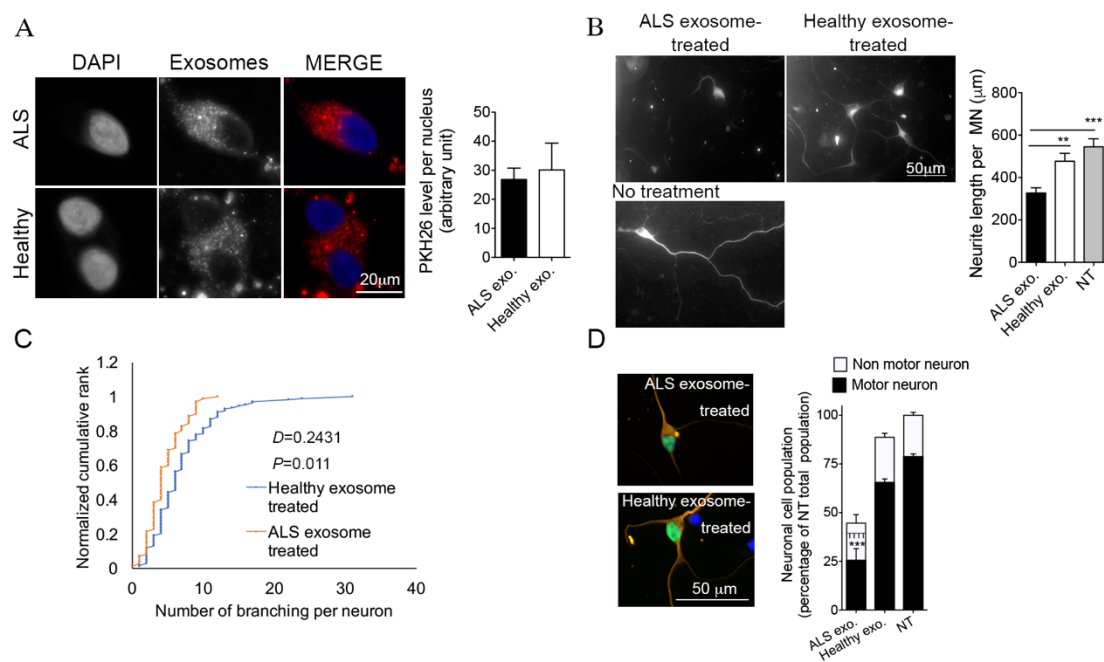 A
DAPI
Exosomes
MERGE
ALS
Healthy
20μm
PKH26 level per nucleus
(arbitrary unit)
50
40
30
20
10
0
ALS exo.
Healthy exo.
B
ALS exosome-
treated
Healthy exosome-
treated
50μm
No treatment
Neurite length per MN (μm)
800
600
400
200
0
***
**
ALS exo.
Healthy exo.
NT
C
Normalized cumulative rank
1.2
1
0.8
0.6
0.4
0.2
0
D=0.2431
P=0.011
Healthy exosome
treated
ALS exosome
treated
0
10
20
30
40
Number of branching per neuron
D
ALS exosome-
treated
Healthy exosome-
treated
50 μm
Non motor neuron
Motor neuron
Neuronal cell population
(percentage of NT total population)
100
75
50
25
0
TTTT
***
ALS exo.
Healthy exo.
NT